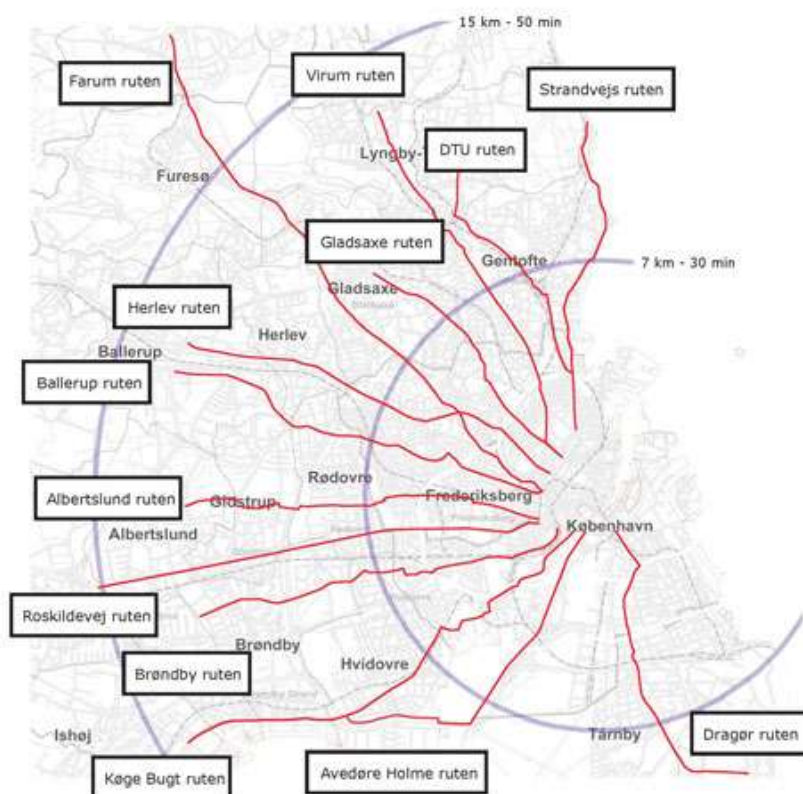 15 km - 50 min
Farum ruten
Virum ruten
Strandvejs ruten
Lyngby-
DTU ruten
Furesø
Gladsaxe ruten
Gentofte
7 km - 30 min
Gladsaxe
Herlev ruten
Herlev
Ballerup
Ballerup ruten
Rødovre
Albertslund ruten
Glostrup
Frederiksberg
Albertslund
København
Roskildevej ruten
Brøndby
Brøndby ruten
Hvidovre
Ishøj
Tårnby
Dragør ruten
Køge Bugt ruten
Avedøre Holme ruten